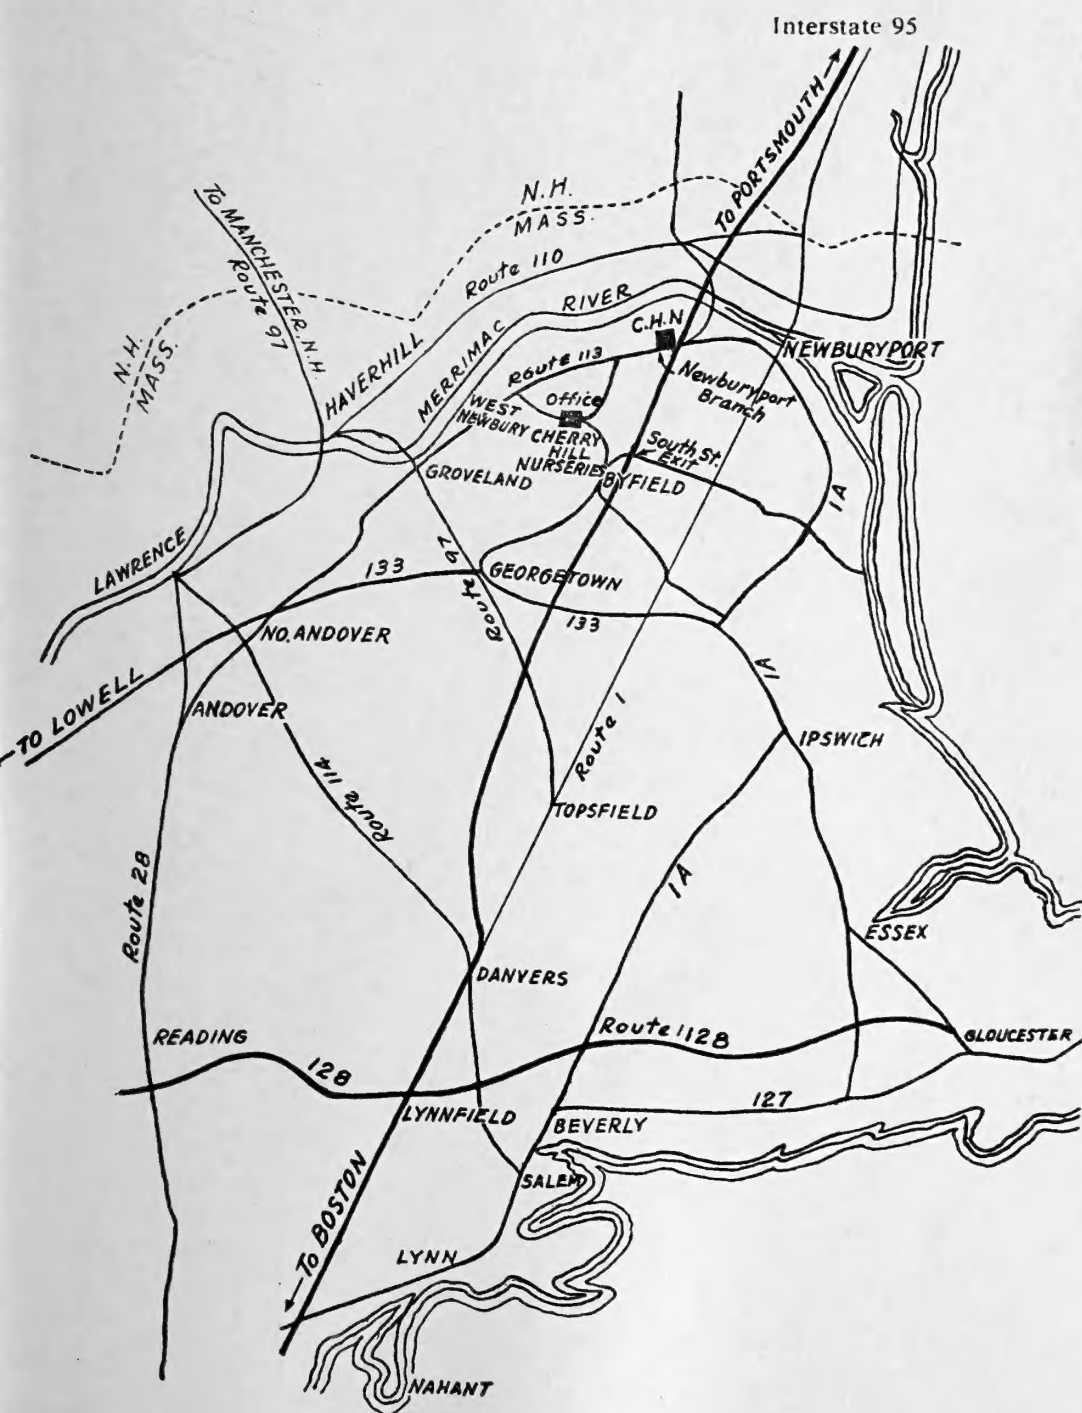 Interstate 95
To PORTSMOUTH
N.H.
MASS.
To MANCHESTER, N.H.
Route 97
Route 110
N.H.
MASS.
HAVERHILL
MERRIMAC
RIVER
C.H.N
NEWBURYPORT
Route 113
Newburyport
Branch
Office
WEST
NEWBURY
CHERRY
HILL
NURSERIES
South St.
Exit
BYFIELD
GROVELAND
1A
LAWRENCE
133
Route 97
GEORGETOWN
133
NO. ANDOVER
1A
TO LOWELL
ANDOVER
Route 1
IPSWICH
Route 114
TOPSFIELD
Route 28
1A
ESSEX
DANVERS
READING
Route 1128
GLOUCESTER
128
127
LYNNFIELD
BEVERLY
SALEM
To BOSTON
LYNN
NAHANT